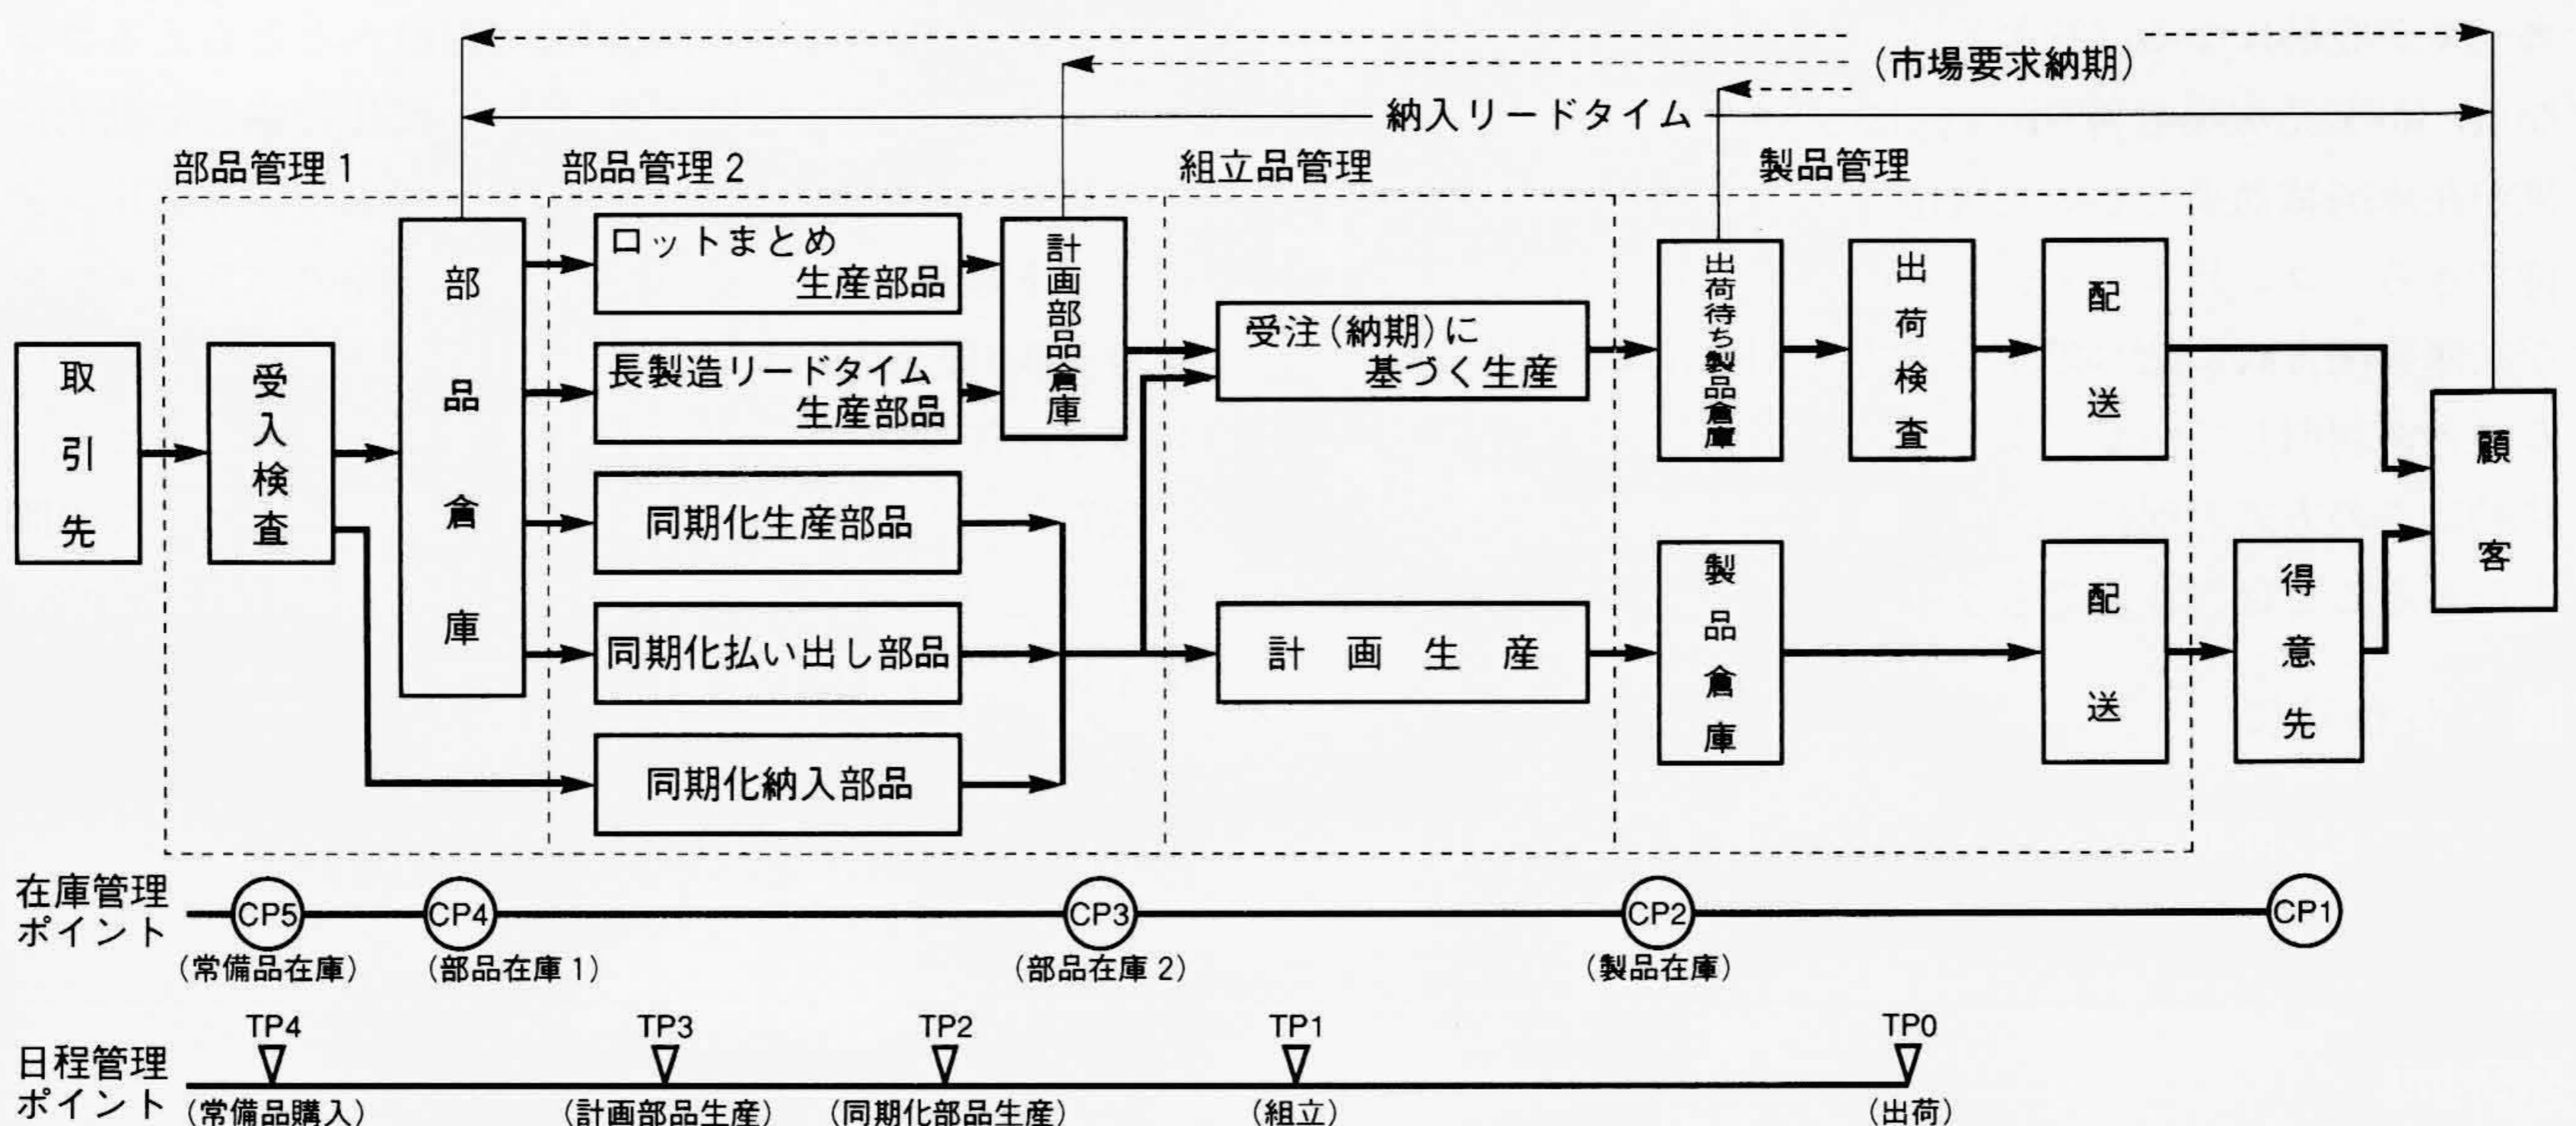 (市場要求納期)
納入リードタイム
部品管理1
部品管理2
組立品管理
製品管理
取引先
受入検査
部品倉庫
ロットまとめ
生産部品
長製造リードタイム
生産部品
同期化生産部品
同期化払い出し部品
同期化納入部品
計画部品倉庫
受注(納期)に
基づく生産
計画生産
出荷待ち製品倉庫
出荷検査
配送
製品倉庫
配送
得意先
顧客
在庫管理
ポイント
CP5
CP4
CP3
CP2
CP1
(常備品在庫)
(部品在庫1)
(部品在庫2)
(製品在庫)
TP4
TP3
TP2
TP1
TP0
日程管理
ポイント
(常備品購入)
(計画部品生産)
(同期化部品生産)
(組立)
(出荷)